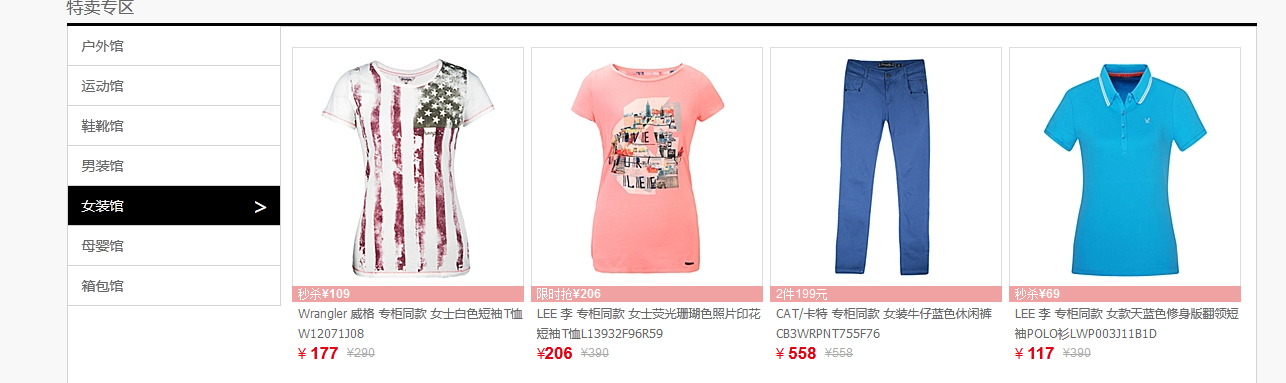 特卖专区
户外馆
运动馆
鞋靴馆
男装馆
女装馆 >
母婴馆
箱包馆
LEE
秒杀¥109
Wrangler 威格 专柜同款 女士白色短袖T恤
W12071J08
¥ 177 ¥290
限时抢¥206
LEE 李 专柜同款 女士荧光珊瑚色照片印花
短袖T恤L13932F96R59
¥206 ¥390
2件199元
CAT/卡特 专柜同款 女装牛仔蓝色休闲裤
CB3WRPNT755F76
¥ 558 ¥558
秒杀¥69
LEE 李 专柜同款 女款天蓝色修身版翻领短
袖POLO衫LWP003J11B1D
¥ 117 ¥390